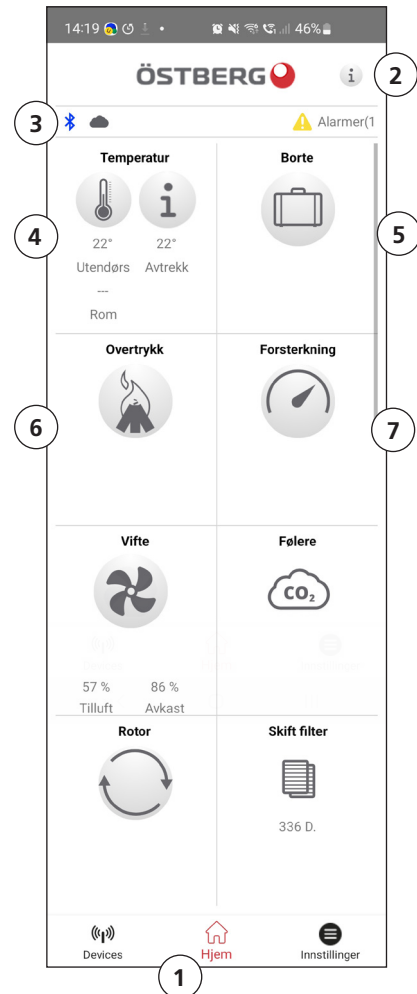 14:19 46%
ÖSTBERG i 2
3 Alarmer(1
Temperatur Borte
i
4 22° 22° 5
Utendørs Avtrekk
---
Rom
Overtrykk Forsterkning
6 7
Vifte Følere
CO₂
57 % 86 %
Tilluft Avkast
Rotor Skift filter
336 D.
Devices Hjem Innstillinger
1